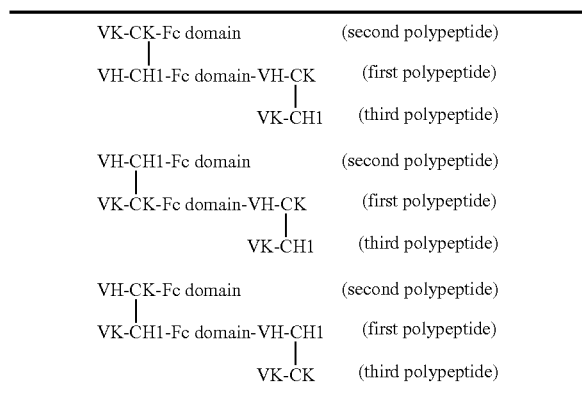 VK-CK-Fc domain (second polypeptide)
VH-CH1-Fc domain-VH-CK (first polypeptide)
VK-CH1 (third polypeptide)
VH-CH1-Fc domain (second polypeptide)
VK-CK-Fc domain-VH-CK (first polypeptide)
VK-CH1 (third polypeptide)
VH-CK-Fc domain (second polypeptide)
VK-CH1-Fc domain-VH-CH1 (first polypeptide)
VK-CK (third polypeptide)